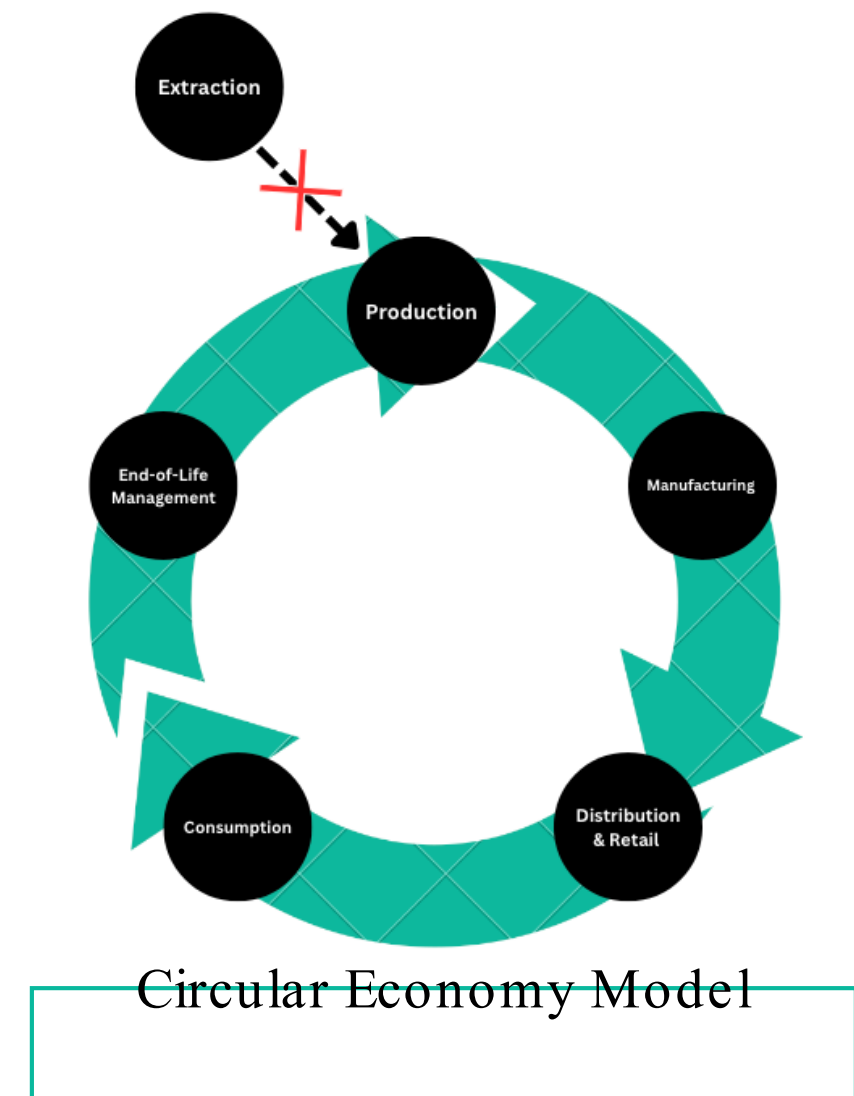 Extraction
Production
End-of-Life
Management
Manufacturing
Distribution
& Retail
Consumption
Circular Economy Model